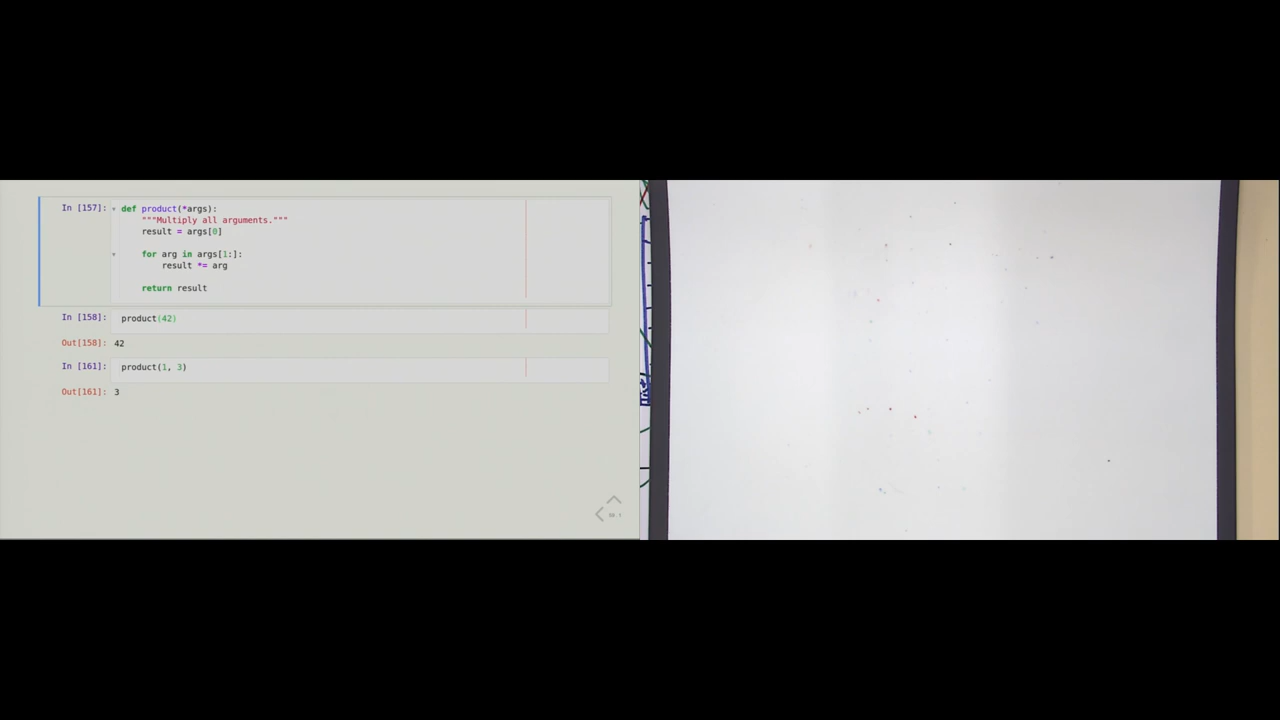 In [157]: def product(*args):
"""Multiply all arguments."""
result = args[0]
for arg in args[1:]:
result *= arg
return result
In [158]: product(42)
Out[158]: 42
In [161]: product(1, 3)
Out[161]: 3